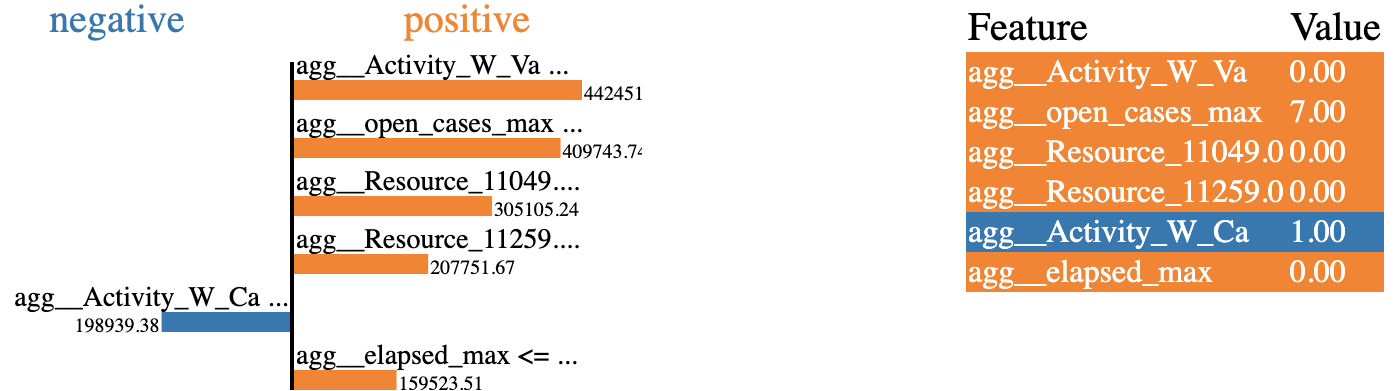 negative
positive
agg__Activity_W_Va ...
442451
agg__open_cases_max ...
409743.74
agg__Resource_11049....
305105.24
agg__Resource_11259....
207751.67
agg__Activity_W_Ca ...
198939.38
agg__elapsed_max <= ...
159523.51
Feature Value
agg__Activity_W_Va 0.00
agg__open_cases_max 7.00
agg__Resource_11049.0 0.00
agg__Resource_11259.0 0.00
agg__Activity_W_Ca 1.00
agg__elapsed_max 0.00